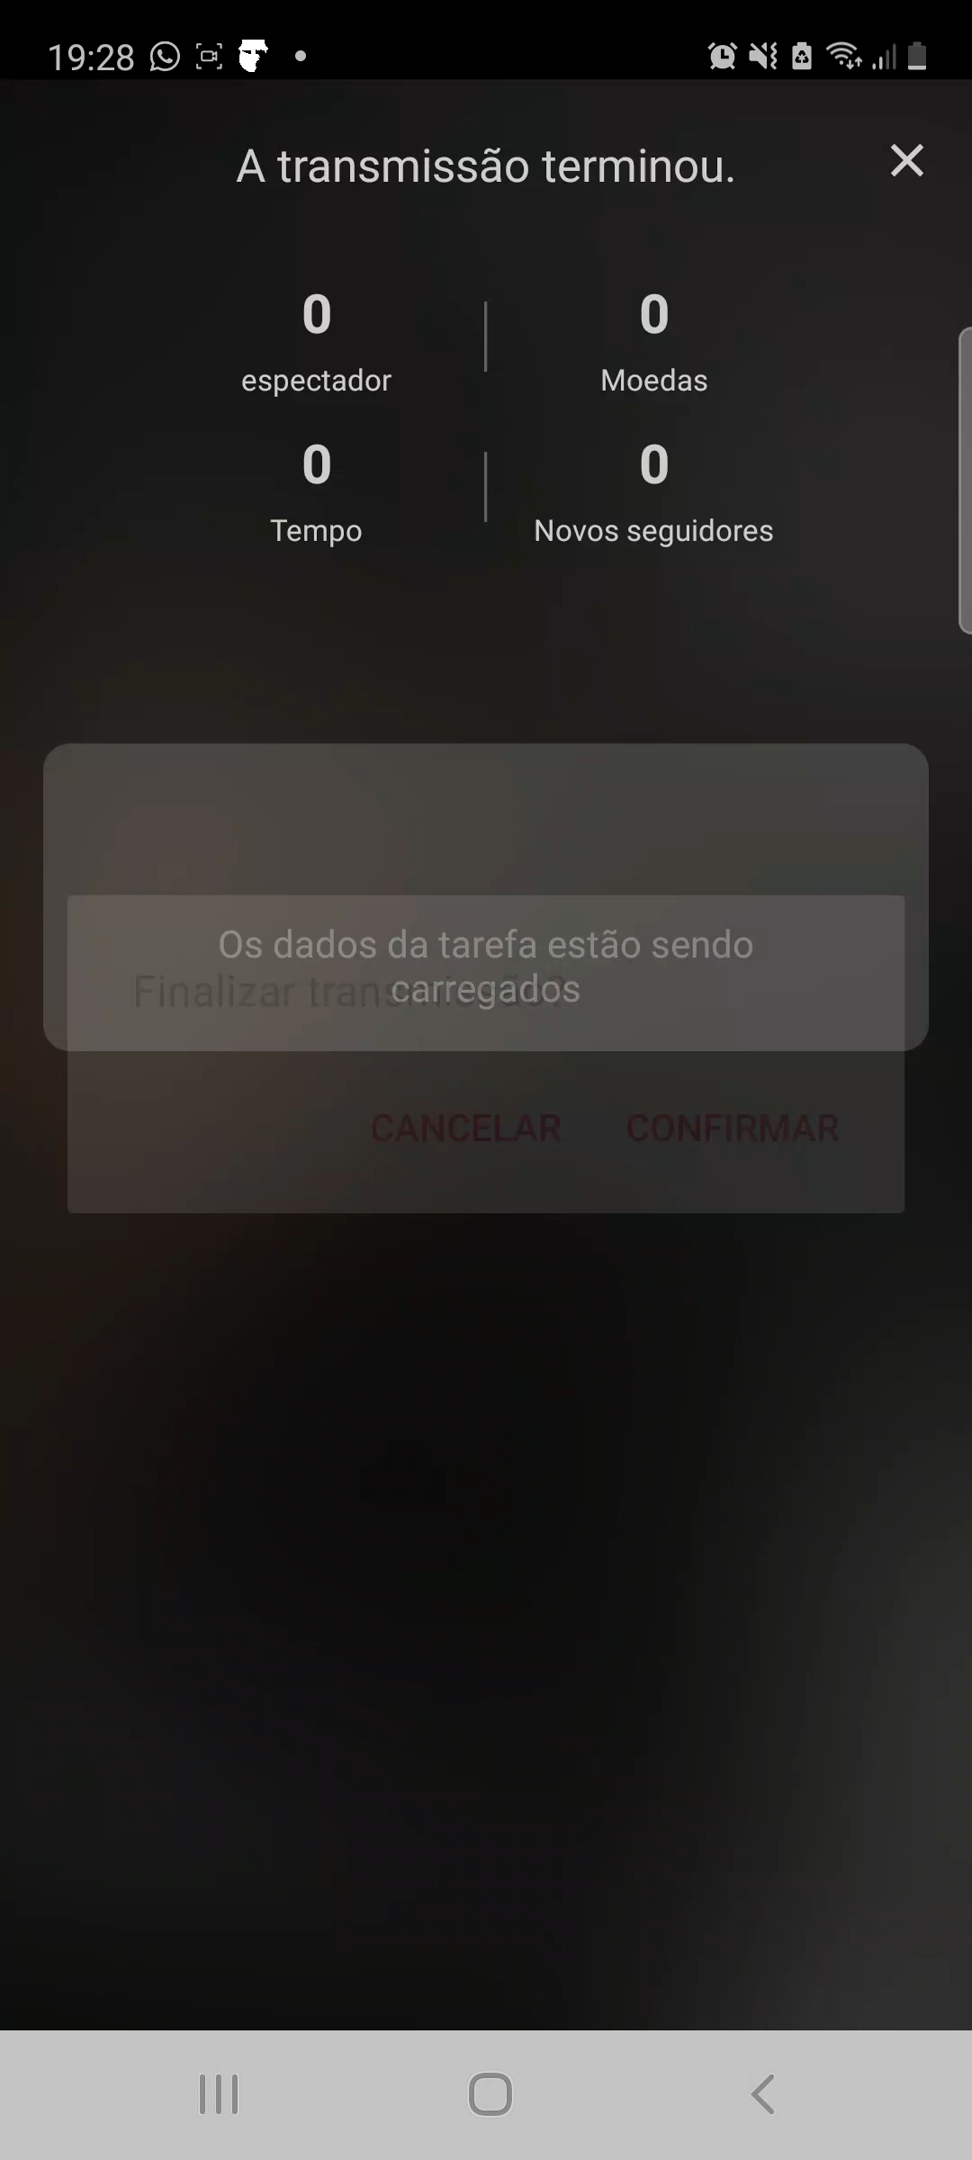 19:28
A transmissão terminou.
0
espectador
0
Moedas
0
Tempo
0
Novos seguidores
Os dados da tarefa estão sendo
carregados
Finalizar transmissão?
CANCELAR CONFIRMAR